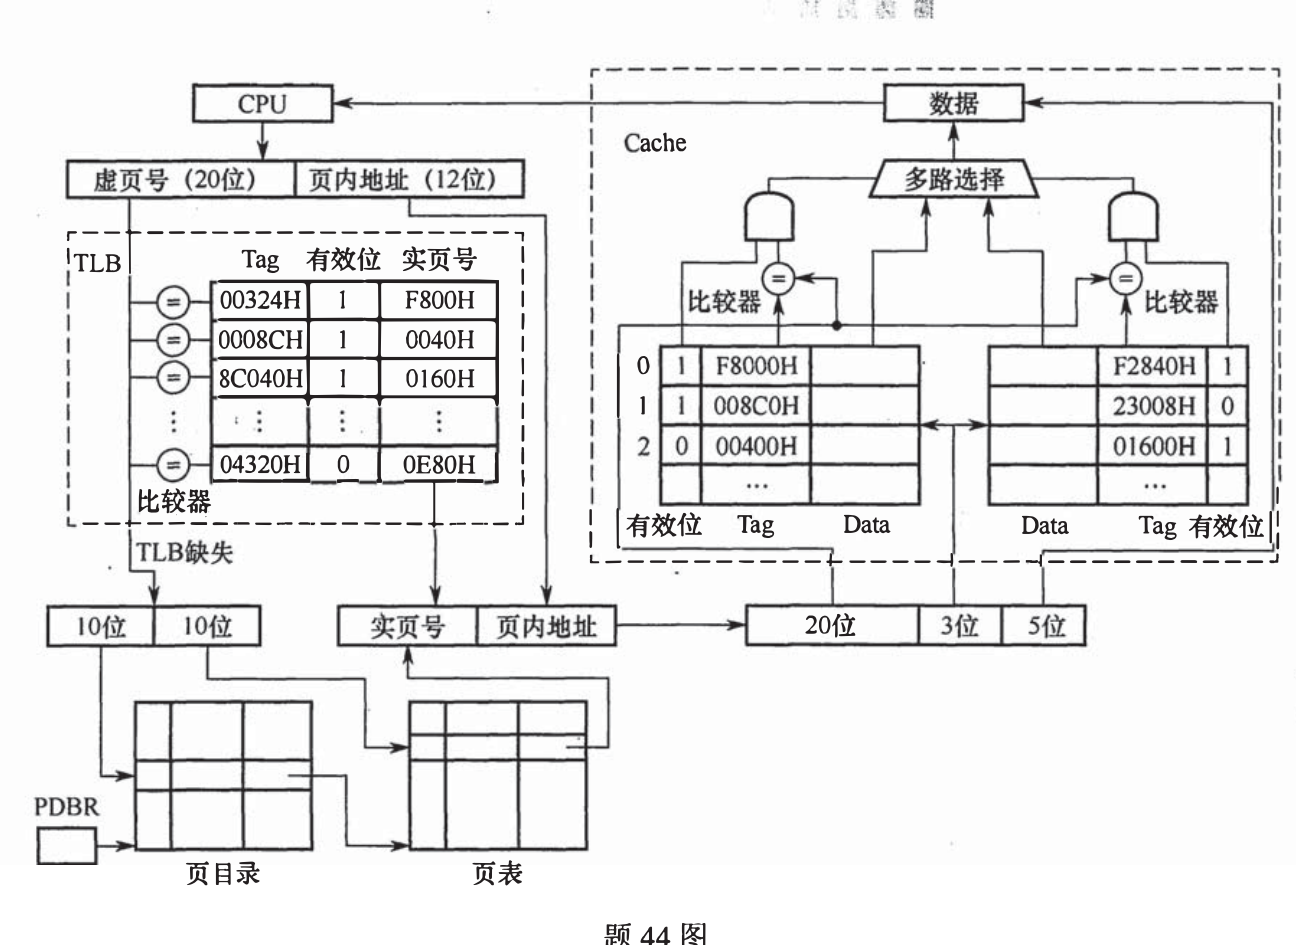 CPU
数据
Cache
虚页号（20位）
页内地址（12位）
多路选择
TLB
Tag
有效位
实页号
=
00324H
1
F800H
=
0008CH
1
0040H
=
8C040H
1
0160H
⋮
⋮
⋮
⋮
=
04320H
0
0E80H
比较器
TLB缺失
=
比较器
=
比较器
0
1
F8000H
F2840H
1
1
1
008C0H
23008H
0
2
0
00400H
01600H
1
…
…
有效位
Tag
Data
Data
Tag
有效位
10位
10位
实页号
页内地址
20位
3位
5位
PDBR
页目录
页表
题 44 图